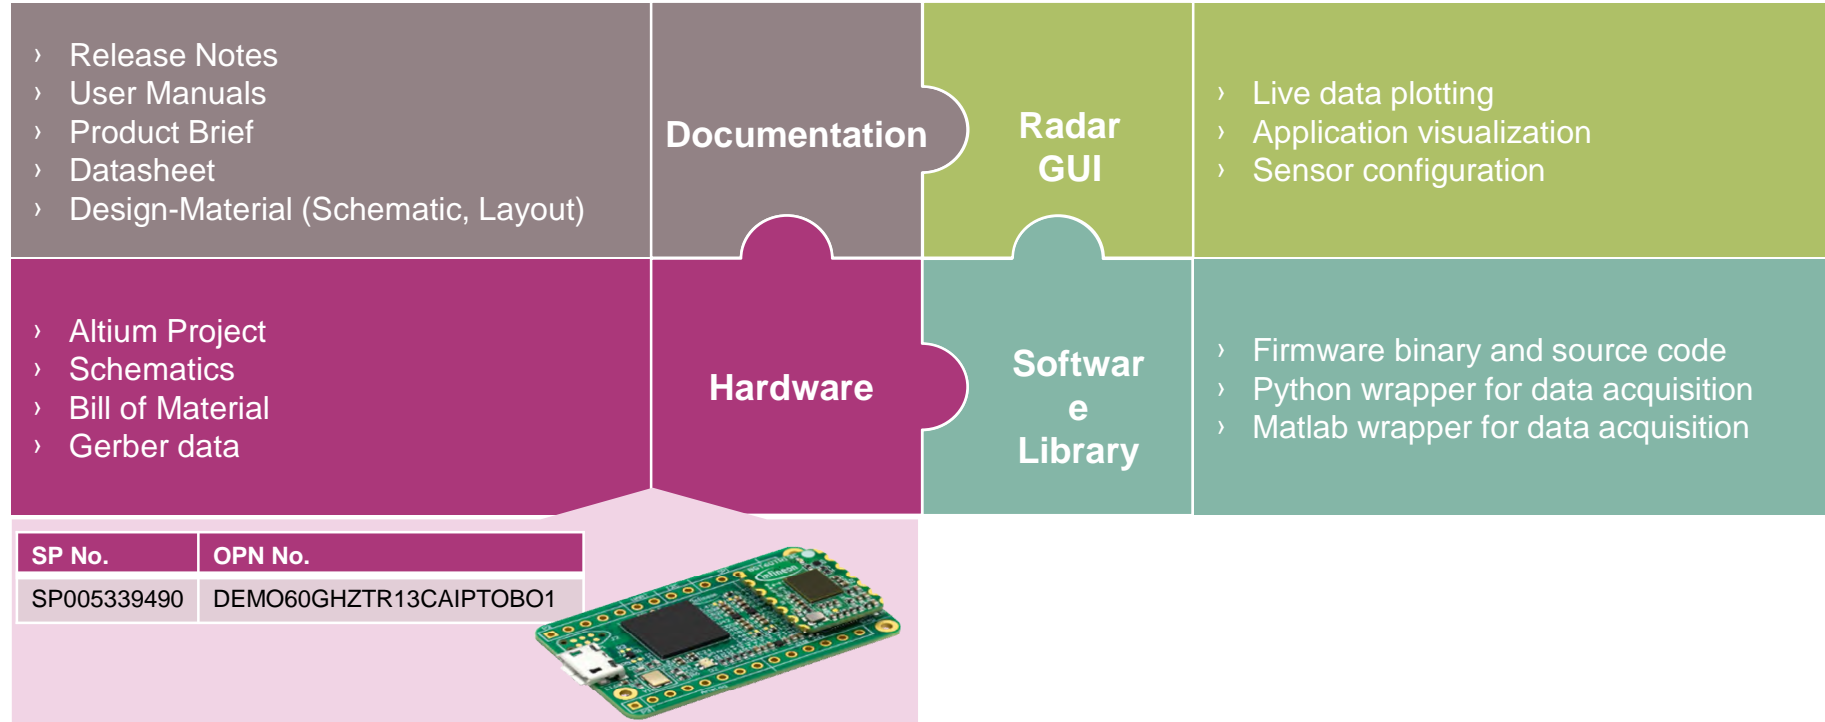 › Release Notes
› User Manuals
› Product Brief
› Datasheet
› Design-Material (Schematic, Layout)
Documentation
Radar
GUI
› Live data plotting
› Application visualization
› Sensor configuration
› Altium Project
› Schematics
› Bill of Material
› Gerber data
Hardware
Softwar
e
Library
› Firmware binary and source code
› Python wrapper for data acquisition
› Matlab wrapper for data acquisition
SP No. OPN No.
SP005339490 DEMO60GHZTR13CAIPTOBO1
infineon
Analog